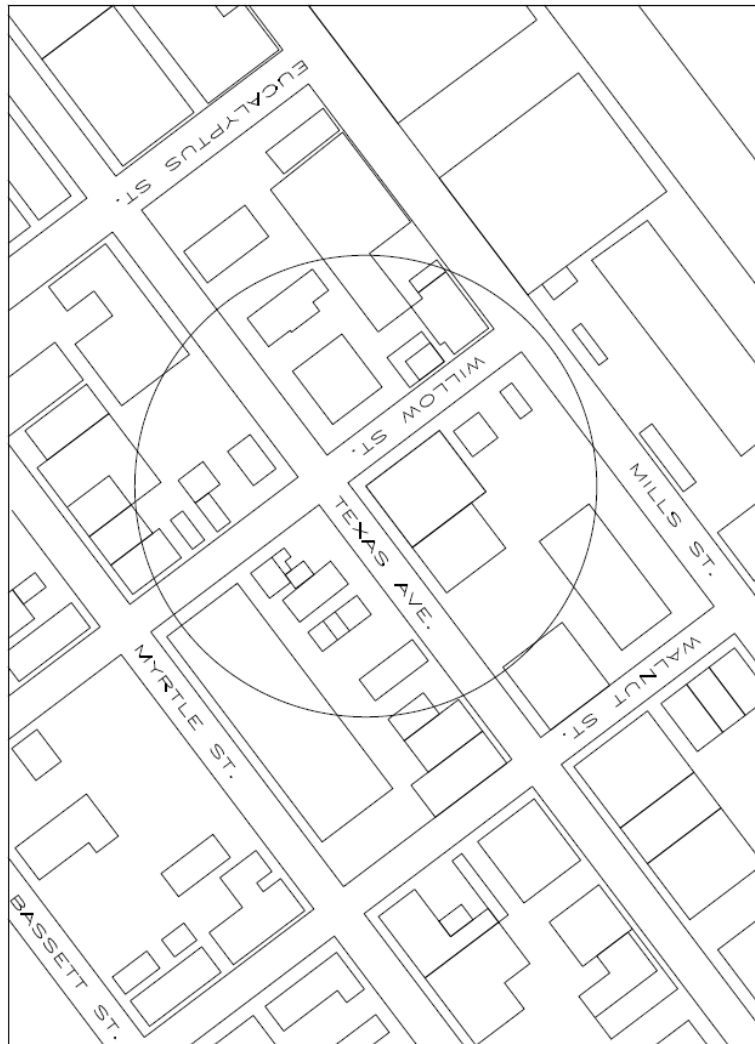 EUCALYPTUS ST.
WILLOW ST.
MILLS ST.
TEXAS AVE.
WALNUT ST.
MYRTLE ST.
BASSETT ST.